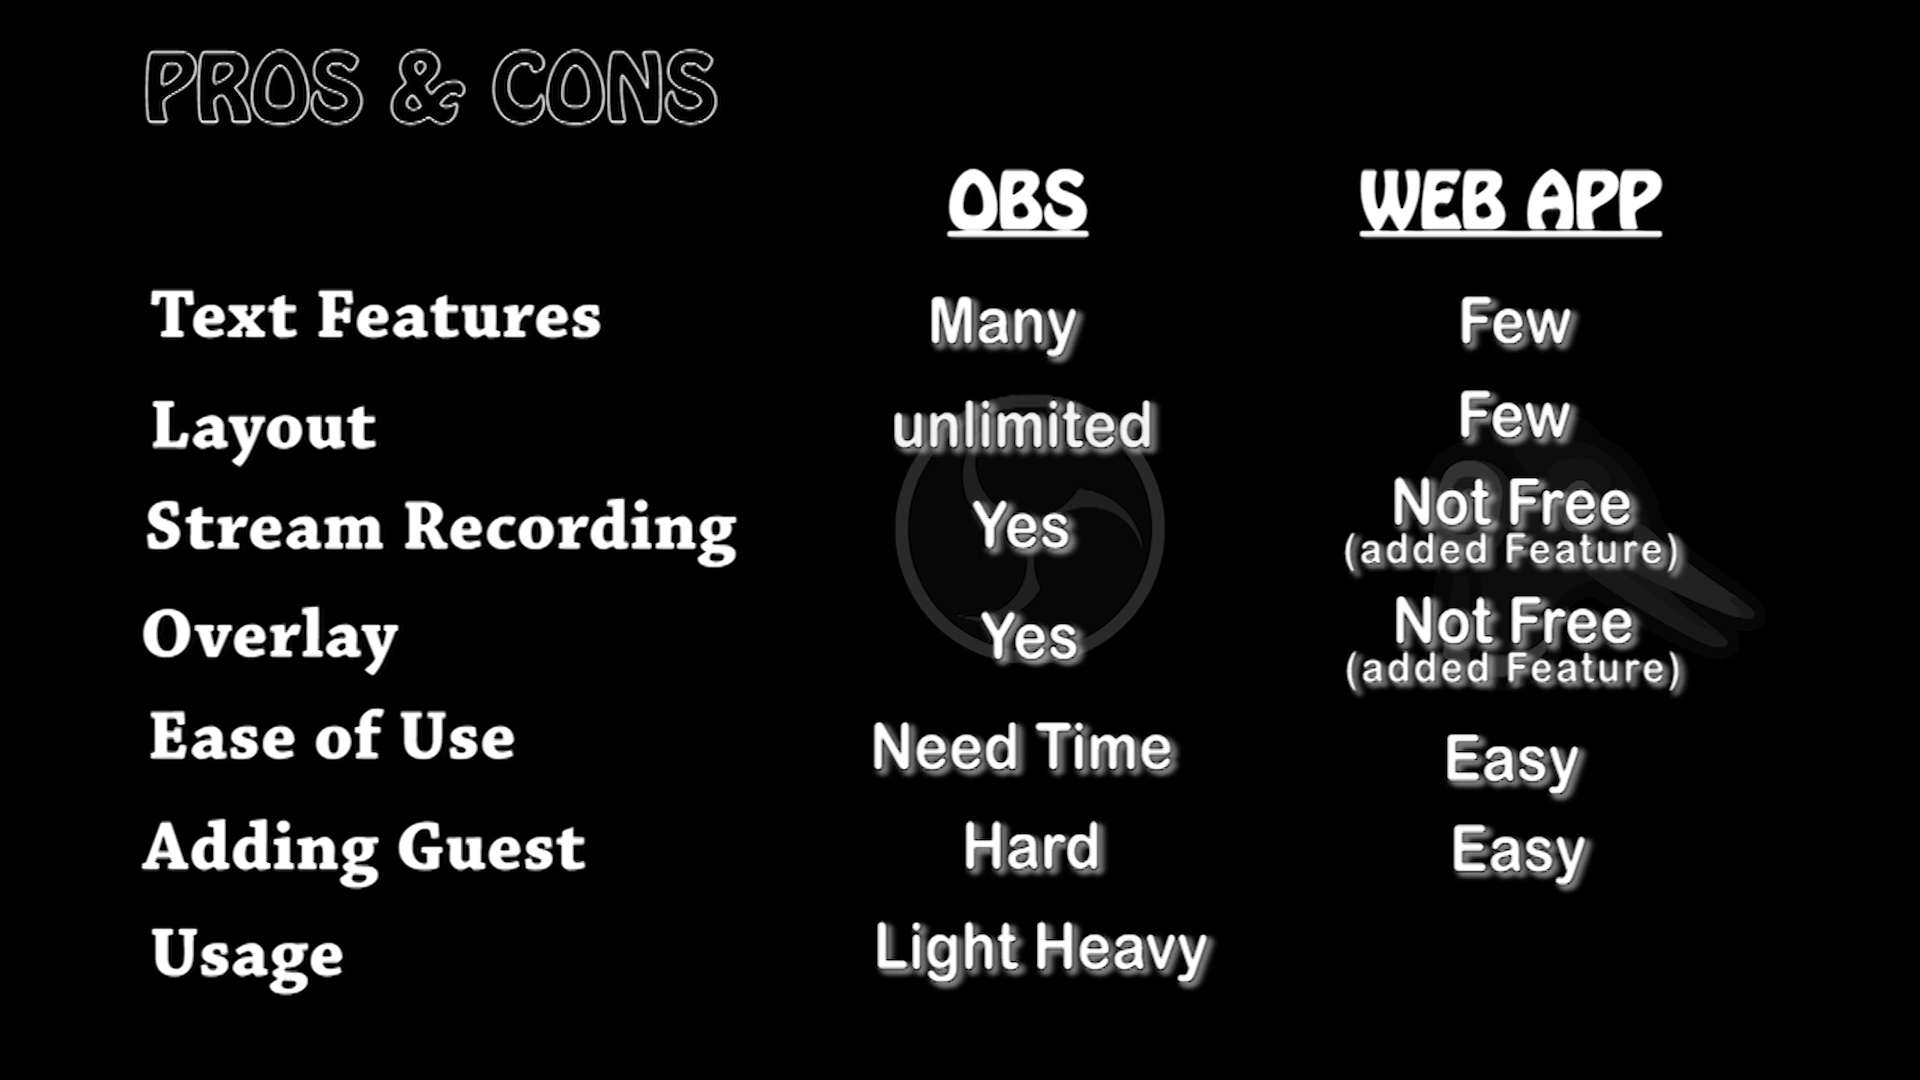 PROS & CONS
OBS WEB APP
Text Features Many Few
Layout unlimited Few
Stream Recording Yes Not Free
(added Feature)
Overlay Yes Not Free
(added Feature)
Ease of Use Need Time Easy
Adding Guest Hard Easy
Usage Light Heavy